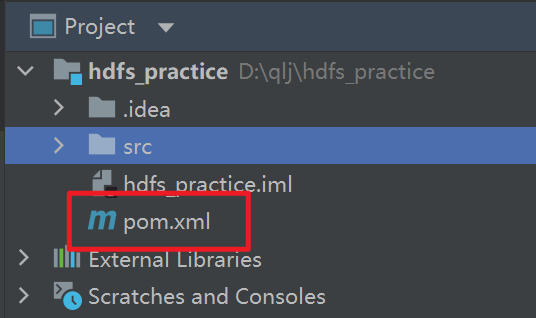 Project
hdfs_practice D:\qlj\hdfs_practice
.idea
src
hdfs_practice.iml
m pom.xml
External Libraries
Scratches and Consoles